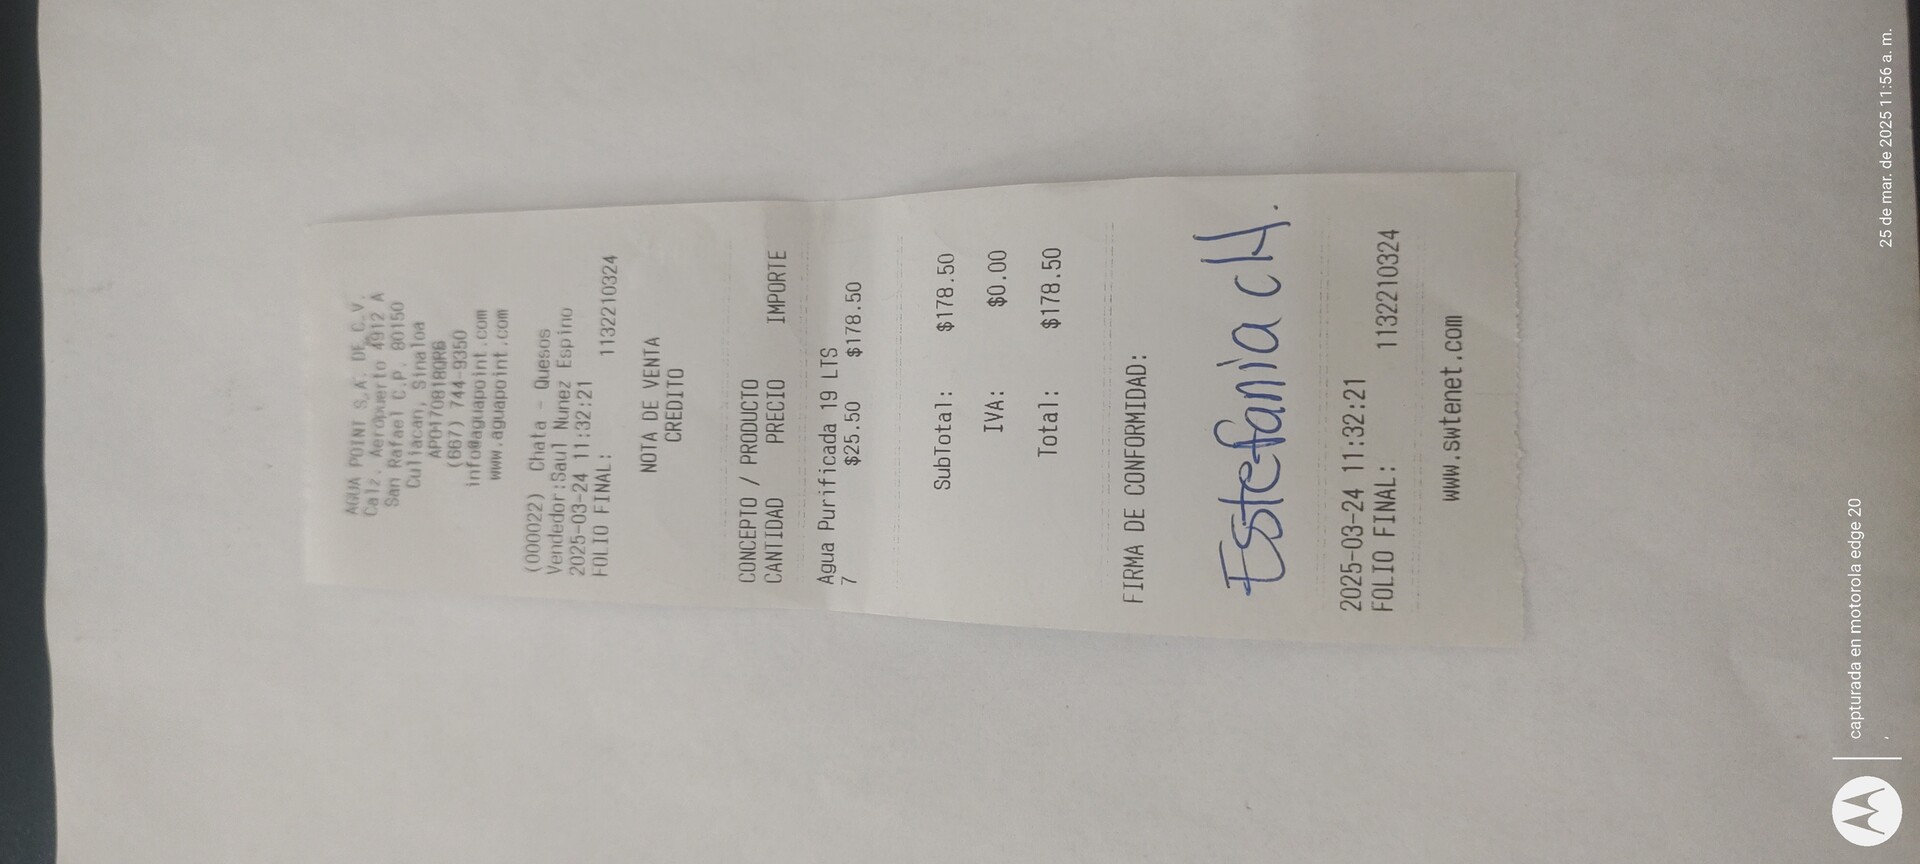 AGUA POINT S.A. DE C.V.
Calz. Aeropuerto 4912 A
San Rafael C.P. 80150
Culiacan, Sinaloa
APO170818QR6
(667) 744-9350
info@aguapoint.com
www.aguapoint.com
(000022) Chata - Quesos
Vendedor:Saul Nunez Espino
2025-03-24 11:32:21
FOLIO FINAL: 1132210324
NOTA DE VENTA
CREDITO
CONCEPTO / PRODUCTO
CANTIDAD PRECIO IMPORTE
Agua Purificada 19 LTS
7 $25.50 $178.50
SubTotal: $178.50
IVA: $0.00
Total: $178.50
FIRMA DE CONFORMIDAD:
Estefania cH.
2025-03-24 11:32:21
FOLIO FINAL: 1132210324
www.swtenet.com
capturada en motorola edge 20
,
25 de mar. de 2025 11:56 a. m.